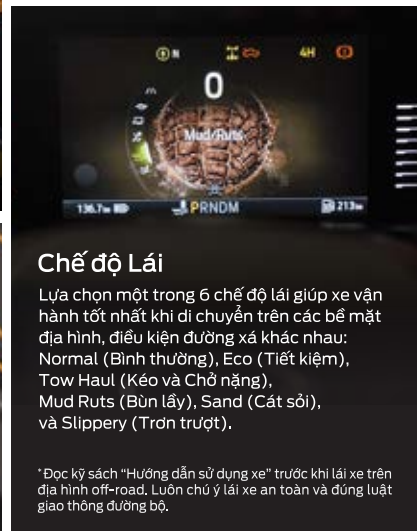 N
4H
0
Mud/Ruts
136.7
PRNDM
213
Chế độ Lái
Lựa chọn một trong 6 chế độ lái giúp xe vận
hành tốt nhất khi di chuyển trên các bề mặt
địa hình, điều kiện đường xá khác nhau:
Normal (Bình thường), Eco (Tiết kiệm),
Tow Haul (Kéo và Chở nặng),
Mud Ruts (Bùn lầy), Sand (Cát sỏi),
và Slippery (Trơn trượt).
*Đọc kỹ sách “Hướng dẫn sử dụng xe” trước khi lái xe trên
địa hình off-road. Luôn chú ý lái xe an toàn và đúng luật
giao thông đường bộ.